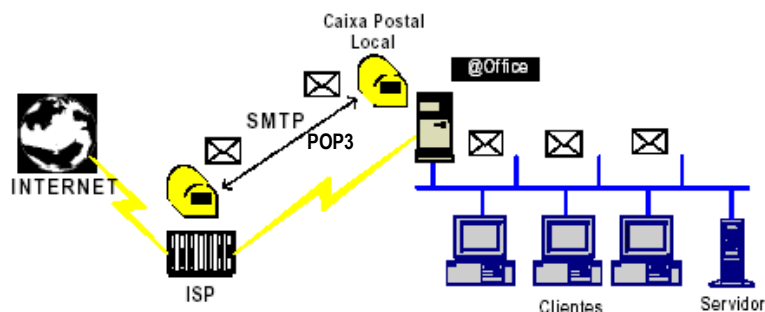 Caixa Postal
Local
@Office
SMTP
POP3
INTERNET
ISP
Clientes
Servidor